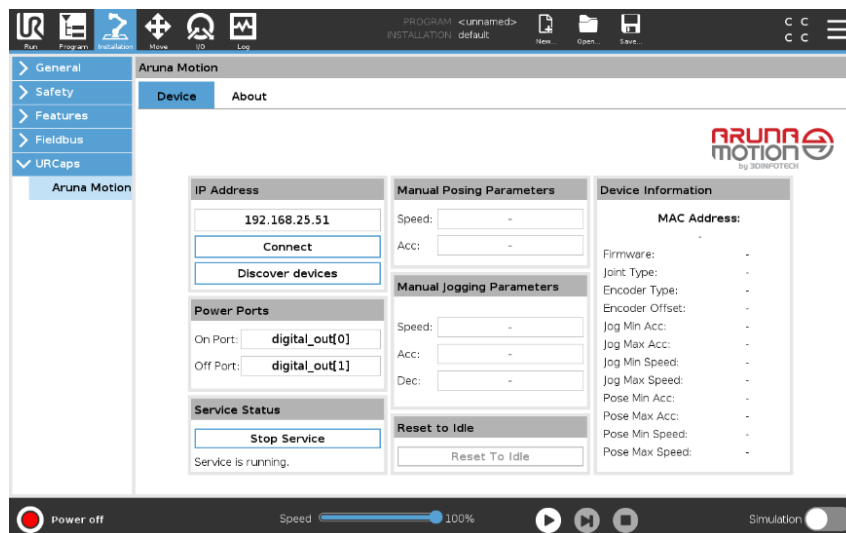 PROGRAM <unnamed>
INSTALLATION default
Run Program Installation Move I/O Log New... Open... Save...
C C
C C
General
Safety
Features
Fieldbus
URCaps
Aruna Motion
Aruna Motion
Device About
ARUNA
MOTION
by 3DINFOTECH
IP Address
192.168.25.51
Connect
Discover devices
Power Ports
On Port: digital_out[0]
Off Port: digital_out[1]
Service Status
Stop Service
Service is running.
Manual Posing Parameters
Speed: -
Acc: -
Manual Jogging Parameters
Speed: -
Acc: -
Dec: -
Reset to Idle
Reset To Idle
Device Information
MAC Address:
-
Firmware: -
Joint Type: -
Encoder Type: -
Encoder Offset: -
Jog Min Acc: -
Jog Max Acc: -
Jog Min Speed: -
Jog Max Speed: -
Pose Min Acc: -
Pose Max Acc: -
Pose Min Speed: -
Pose Max Speed: -
Power off
Speed 100%
Simulation